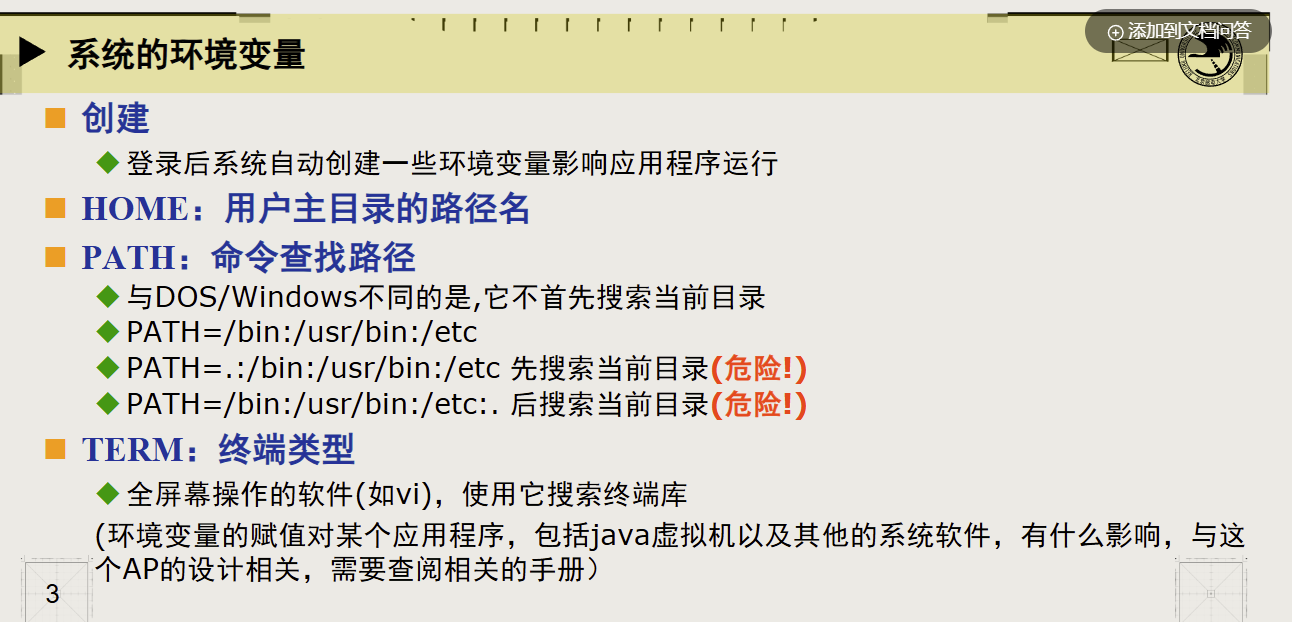 添加到文档问答
系统的环境变量
创建
登录后系统自动创建一些环境变量影响应用程序运行
HOME：用户主目录的路径名
PATH：命令查找路径
与DOS/Windows不同的是,它不首先搜索当前目录
PATH=/bin:/usr/bin:/etc
PATH=.:/bin:/usr/bin:/etc 先搜索当前目录(危险!)
PATH=/bin:/usr/bin:/etc:. 后搜索当前目录(危险!)
TERM：终端类型
全屏幕操作的软件(如vi)，使用它搜索终端库
(环境变量的赋值对某个应用程序，包括java虚拟机以及其他的系统软件，有什么影响，与这
个AP的设计相关，需要查阅相关的手册）
3